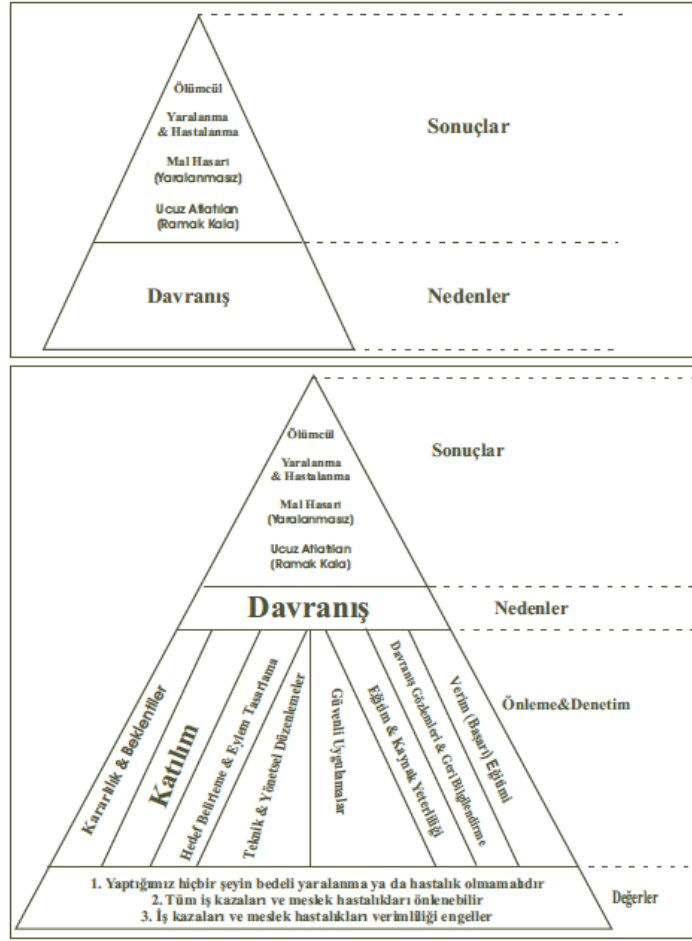 Ölümcül
Yaralanma
& Hastalanma
Mal Hasarı
(Yaralanmasız)
Ucuz Atlatılan
(Ramak Kala)
Sonuçlar
Davranış
Nedenler
Ölümcül
Yaralanma
& Hastalanma
Mal Hasarı
(Yaralanmasız)
Ucuz Atlatılan
(Ramak Kala)
Sonuçlar
Davranış
Nedenler
Kararlılık & Beklentiler
Katılım
Hedef Belirleme & Eylem Tasarlama
Teknik & Yönetsel Düzenlemeler
Güvenli Uygulamalar
Eğitim & Kaynak Yeterliliği
Davranış Gözlemleri & Geri Bilgilendirme
Verim (Başarı) Eğitimi
Önleme&Denetim
1. Yaptığımız hiçbir şeyin bedeli yaralanma ya da hastalık olmamalıdır
2. Tüm iş kazaları ve meslek hastalıkları önlenebilir
3. İş kazaları ve meslek hastalıkları verimliliği engeller
Değerler